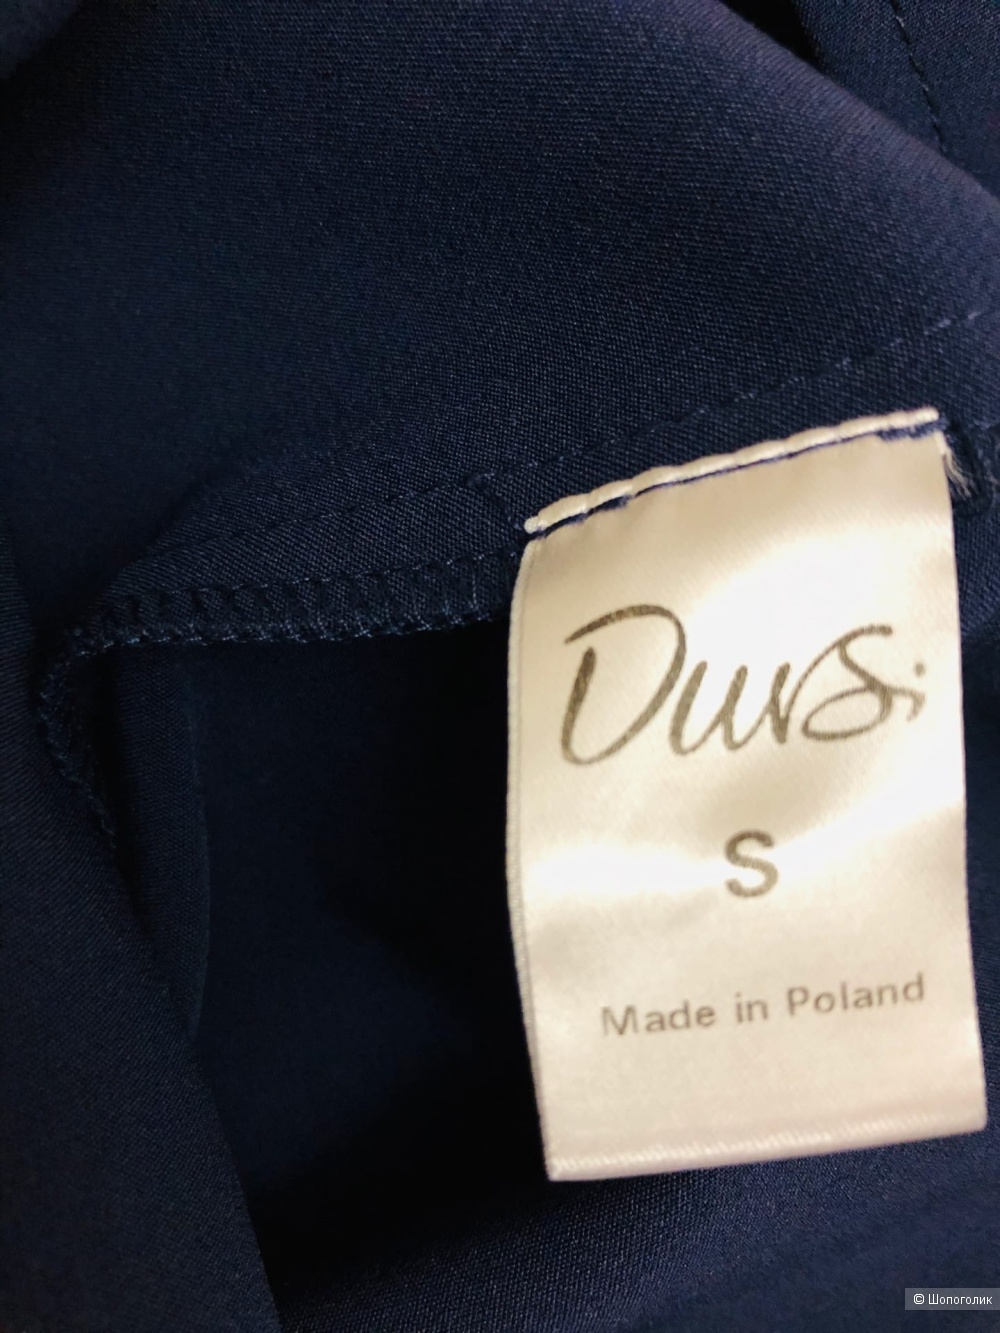 Dursi
S
Made in Poland
© Шопоголик